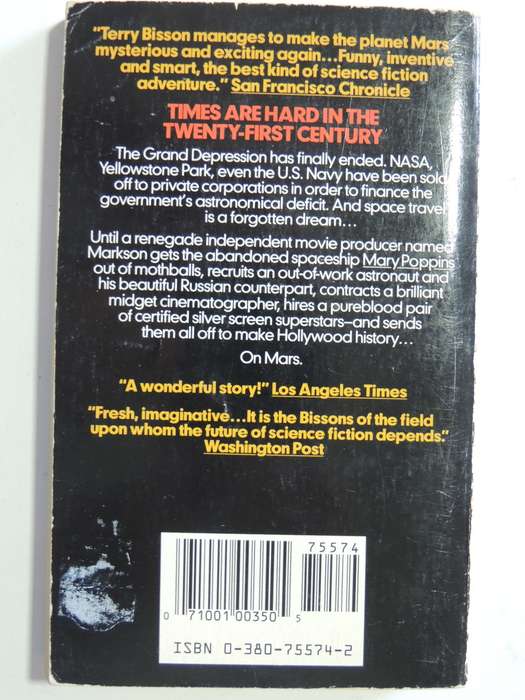 "Terry Bisson manages to make the planet Mars
mysterious and exciting again...Funny, inventive
and smart, the best kind of science fiction
adventure." San Francisco Chronicle
TIMES ARE HARD IN THE
TWENTY-FIRST CENTURY
The Grand Depression has finally ended. NASA,
Yellowstone Park, even the U.S. Navy have been sold
off to private corporations in order to finance the
government's astronomical deficit. And space travel
is a forgotten dream...
Until a renegade independent movie producer named
Markson gets the abandoned spaceship Mary Poppins
out of mothballs, recruits an out-of-work astronaut and
his beautiful Russian counterpart, contracts a brilliant
midget cinematographer, hires a pureblood pair
of certified silver screen superstars—and sends
them all off to make Hollywood history...
On Mars.
"A wonderful story!" Los Angeles Times
"Fresh, imaginative...It is the Bissons of the field
upon whom the future of science fiction depends."
Washington Post
75574
0 71001 00350 5
ISBN 0-380-75574-2